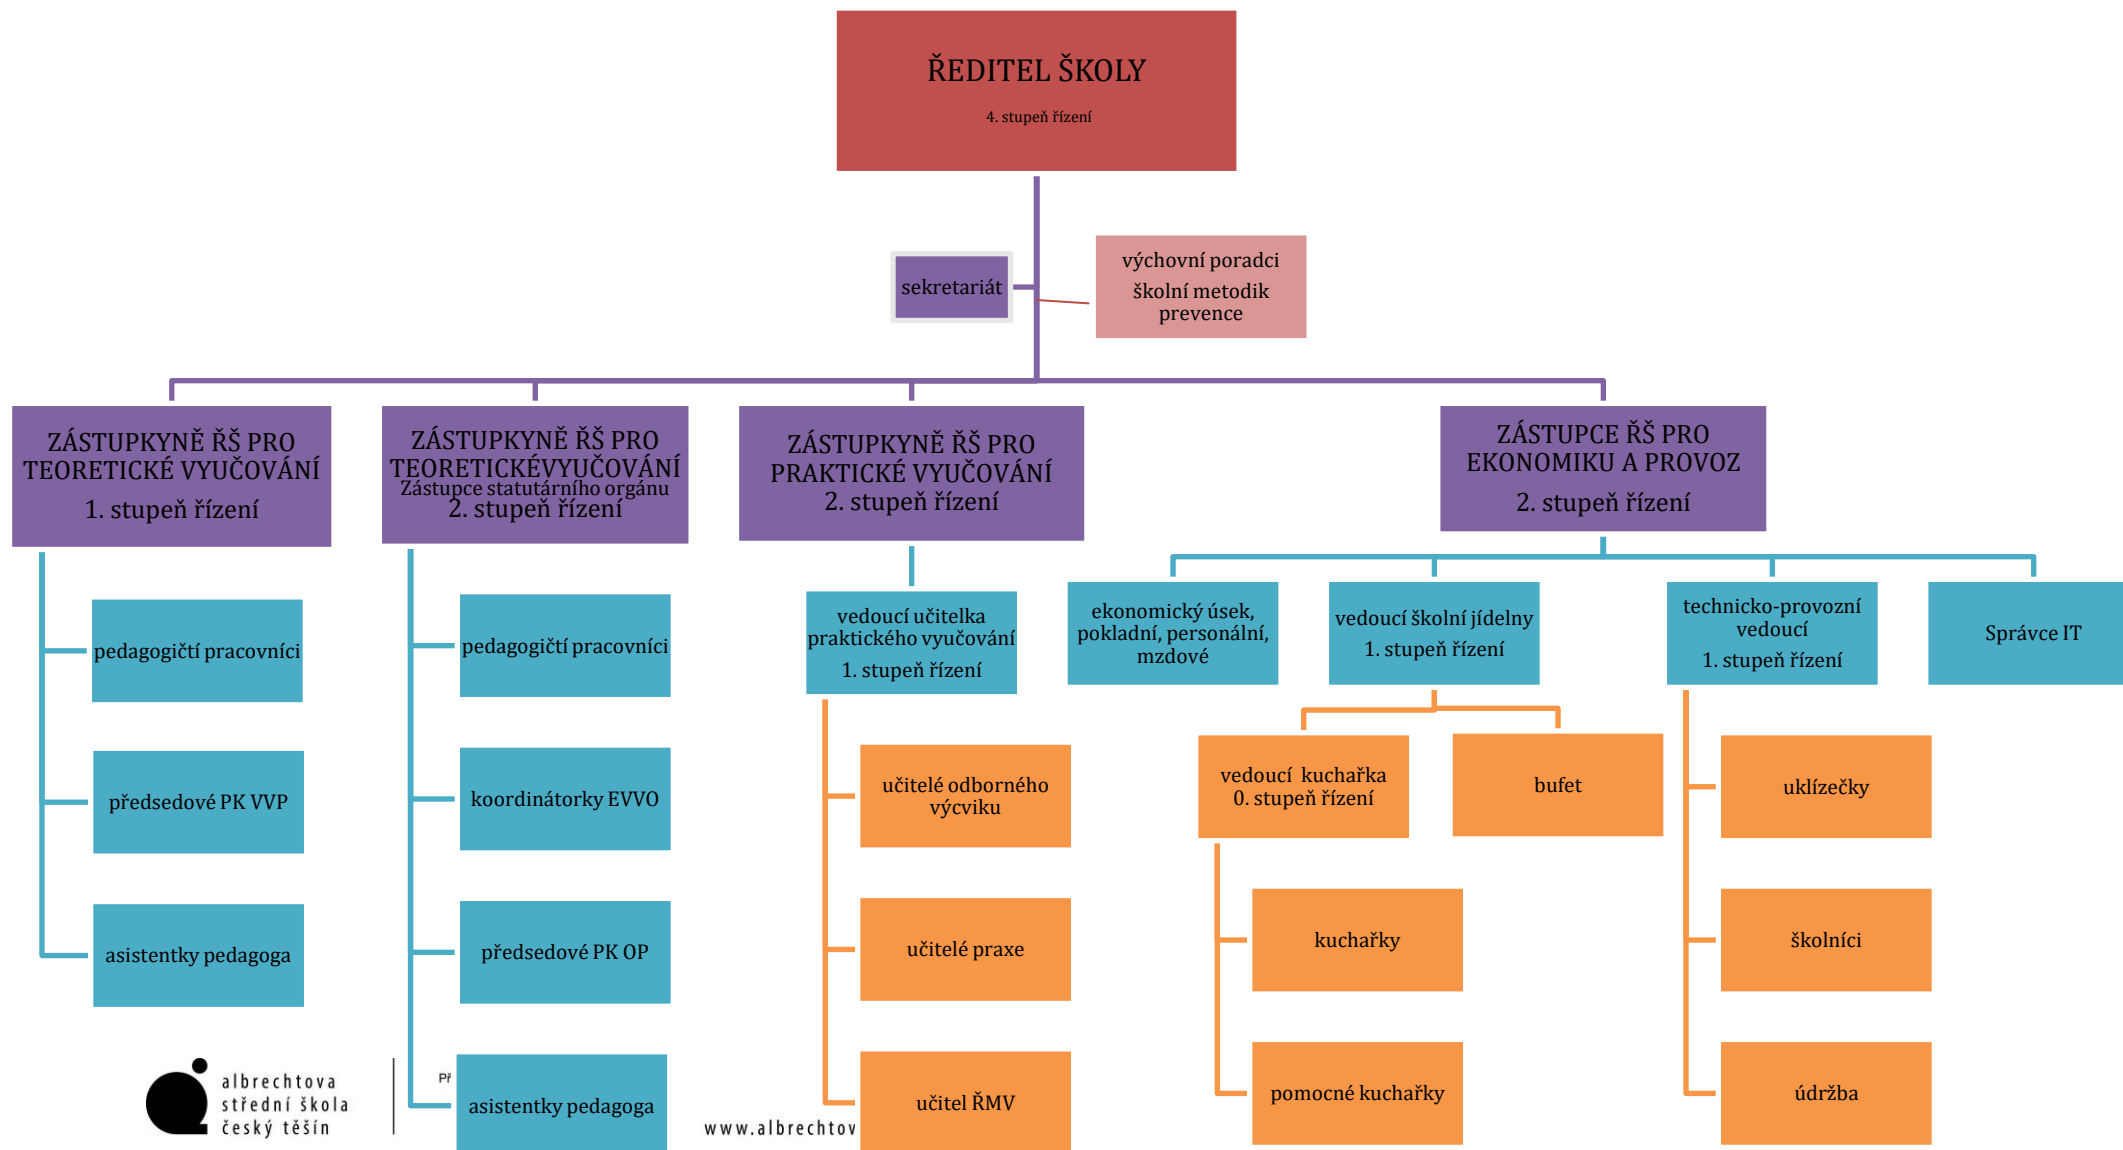 ŘEDITEL ŠKOLY
4. stupeň řízení
sekretariát
výchovní poradci
školní metodik
prevence
ZÁSTUPKYNĚ ŘŠ PRO
TEORETICKÉ VYUČOVÁNÍ
1. stupeň řízení
ZÁSTUPKYNĚ ŘŠ PRO
TEORETICKÉVYUČOVÁNÍ
Zástupce statutárního orgánu
2. stupeň řízení
ZÁSTUPKYNĚ ŘŠ PRO
PRAKTICKÉ VYUČOVÁNÍ
2. stupeň řízení
ZÁSTUPCE ŘŠ PRO
EKONOMIKU A PROVOZ
2. stupeň řízení
pedagogičtí pracovníci
předsedové PK VVP
asistentky pedagoga
pedagogičtí pracovníci
koordinátorky EVVO
předsedové PK OP
asistentky pedagoga
vedoucí učitelka
praktického vyučování
1. stupeň řízení
učitelé odborného
výcviku
učitelé praxe
učitel ŘMV
ekonomický úsek,
pokladní, personální,
mzdové
vedoucí školní jídelny
1. stupeň řízení
vedoucí kuchařka
0. stupeň řízení
bufet
kuchařky
pomocné kuchařky
technicko-provozní
vedoucí
1. stupeň řízení
uklízečky
školníci
údržba
Správce IT
albrechtova
střední škola
český těšín
Př
www.albrechtov